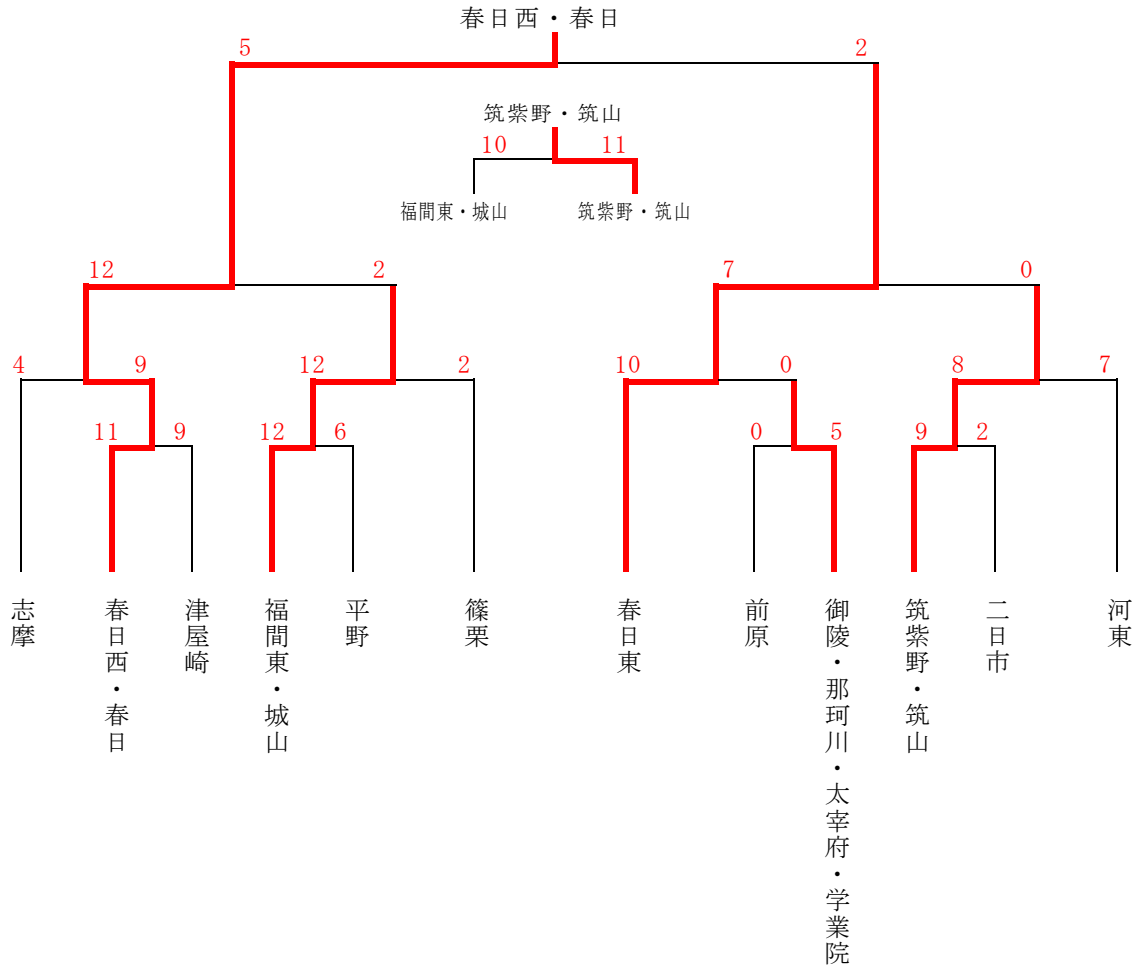 春日西・春日
5 2
筑紫野・筑山
10 11
福間東・城山 筑紫野・筑山
12 2 7 0
4 9 12 2 10 0 8 7
11 9 12 6 0 5 9 2
志摩
春日西・春日
津屋崎
福間東・城山
平野
篠栗
春日東
前原
御陵・那珂川・太宰府・学業院
筑紫野・筑山
二日市
河東